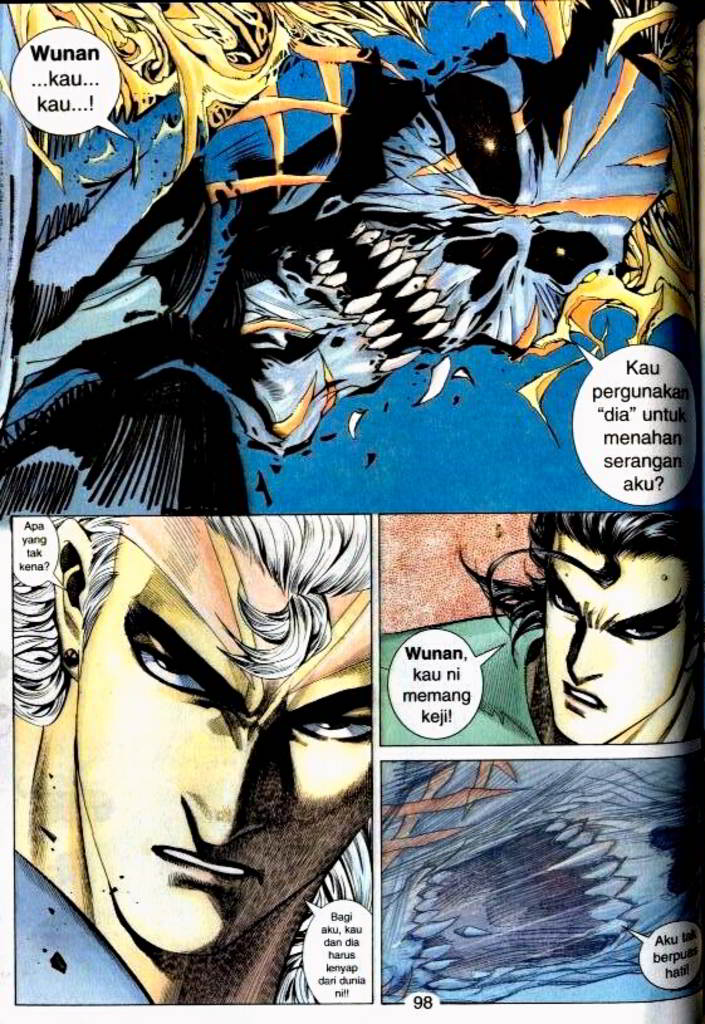 Wunan
...kau...
kau...!
Kau
pergunakan
“dia” untuk
menahan
serangan
aku?
Apa
yang
tak
kena?
Wunan,
kau ni
memang
keji!
Bagi
aku, kau
dan dia
harus
lenyap
dari dunia
ni!!
Aku tak
berpuas
hati!
98